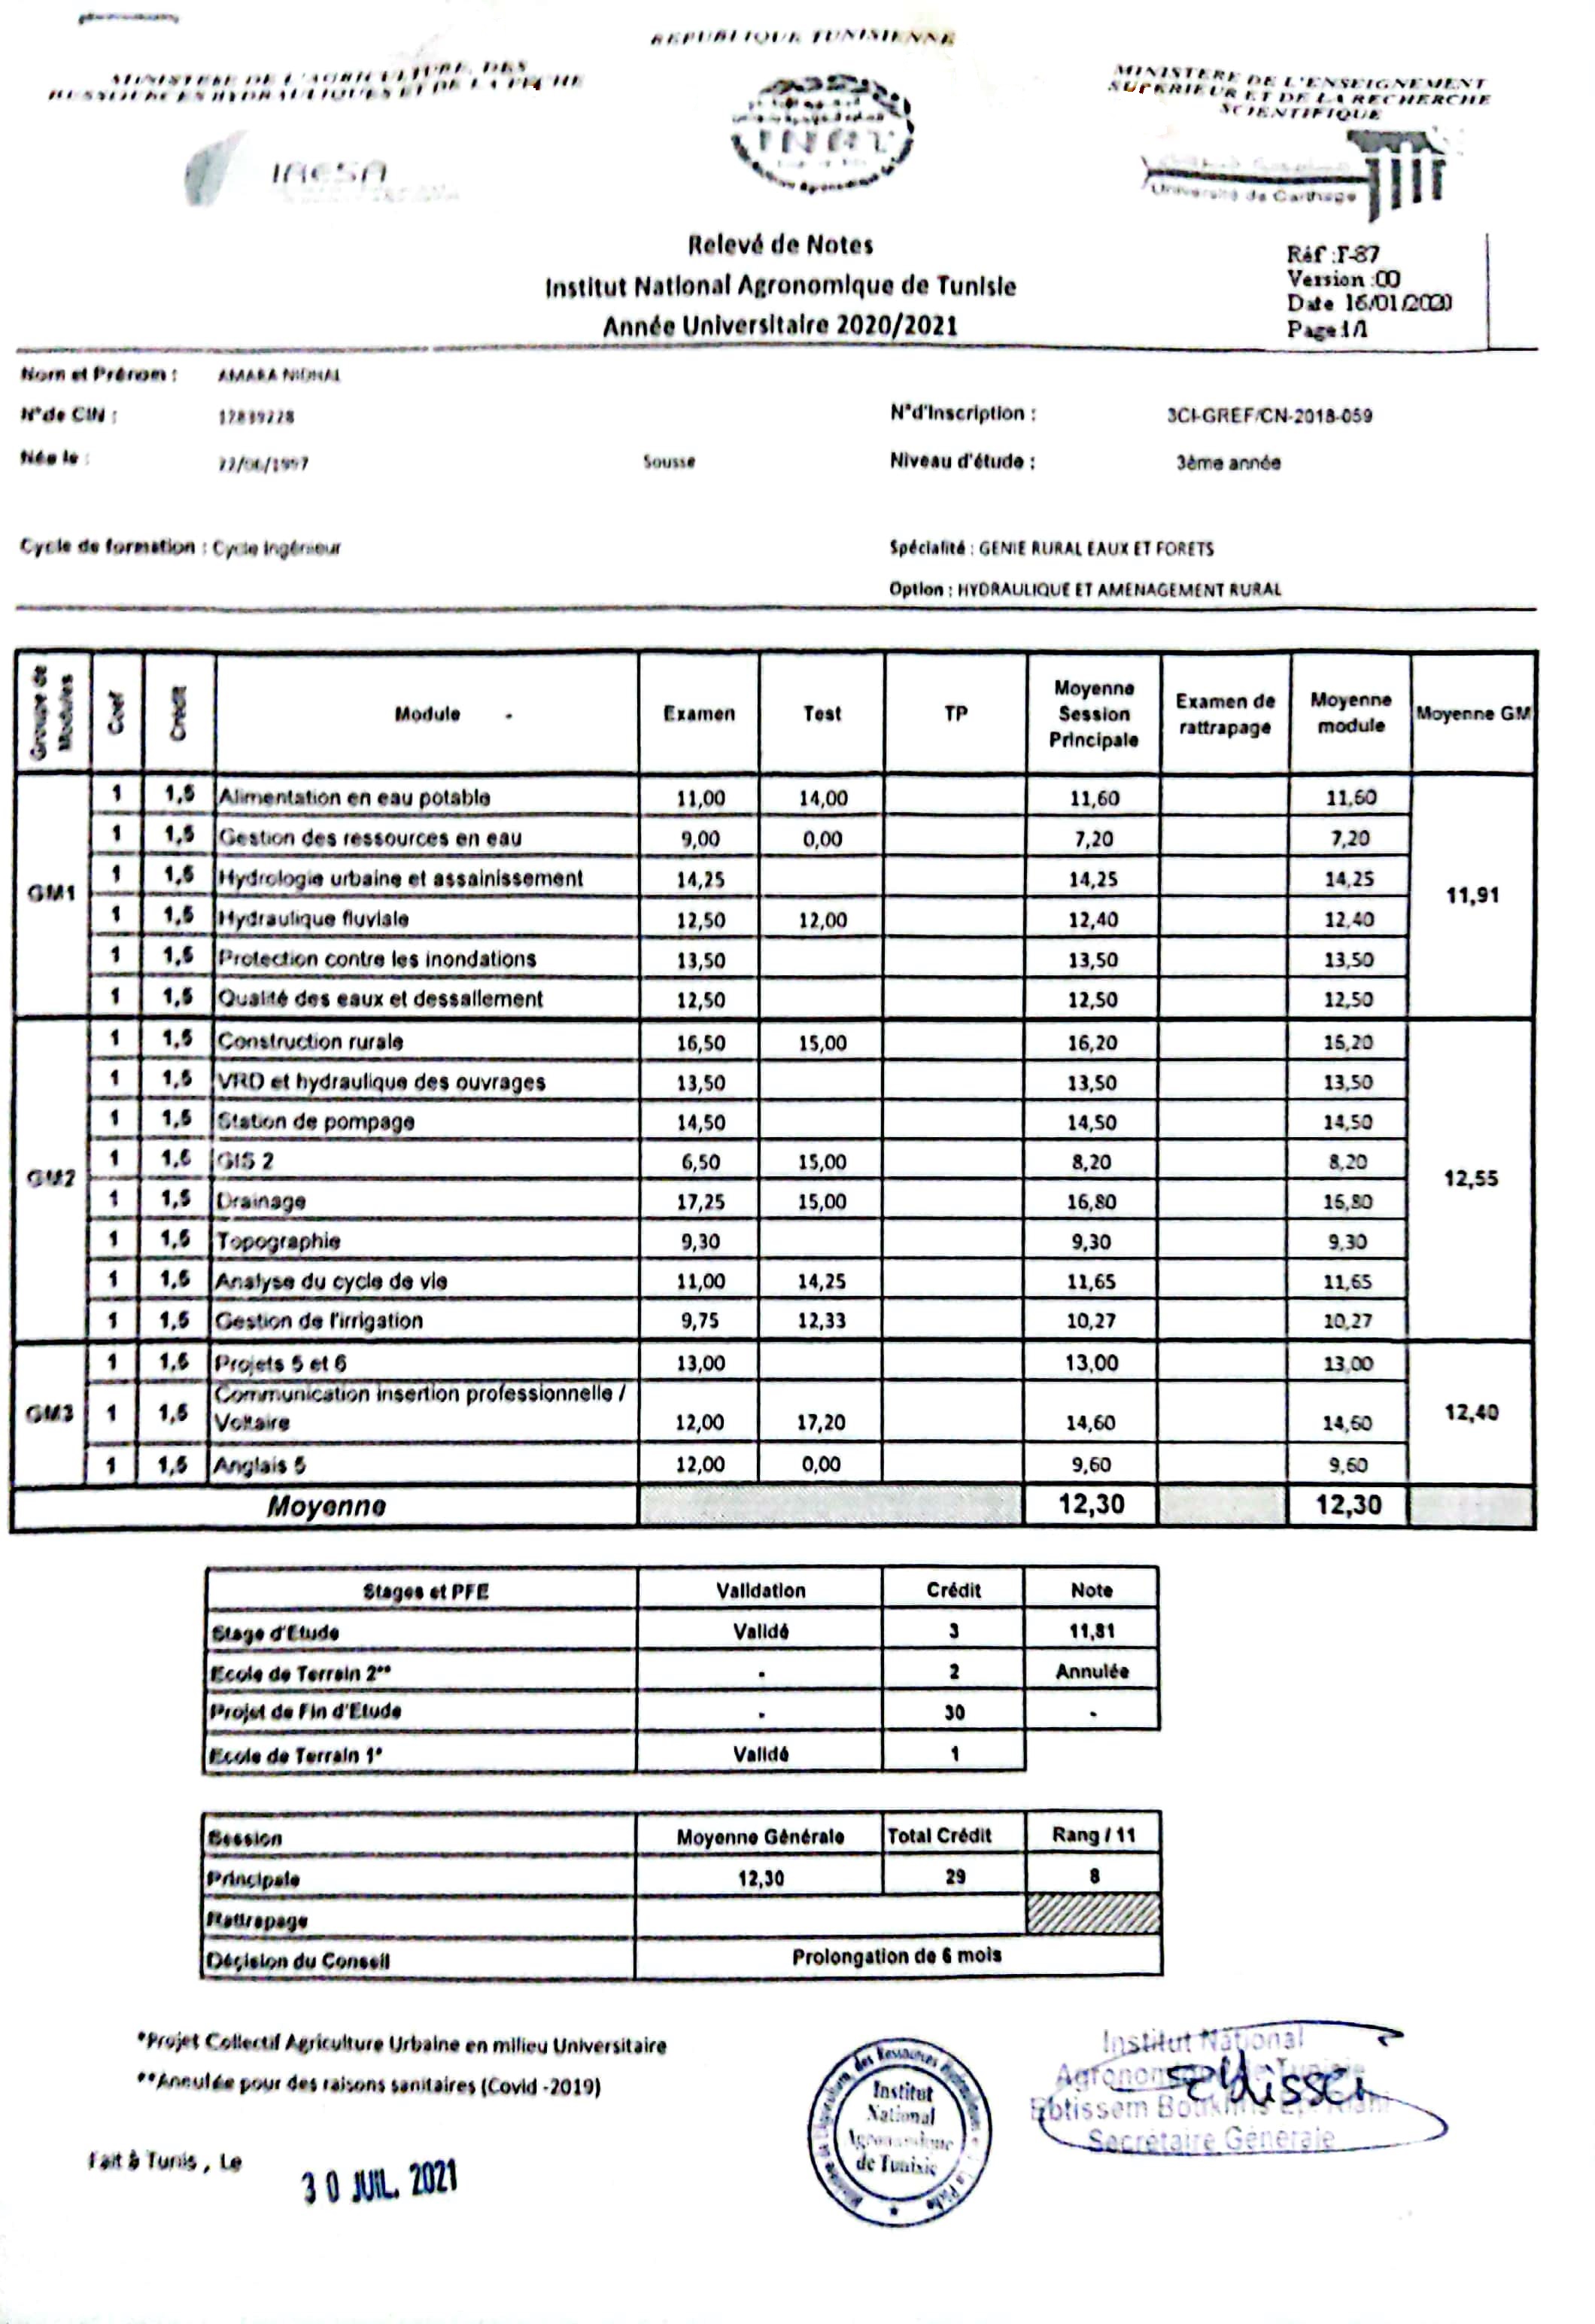 REPUBLIQUE TUNISIENNE
MINISTERE DE L'AGRICULTURE, DES
RESSOURCES HYDRAULIQUES ET DE LA PECHE
MINISTERE DE L'ENSEIGNEMENT
SUPERIEUR ET DE LA RECHERCHE
SCIENTIFIQUE
IRESA
INAT
Université de Carthage
Relevé de Notes
Institut National Agronomique de Tunisie
Année Universitaire 2020/2021
Réf :F-87
Version :00
Date 16/01/2020
Page 1/1
Nom et Prénom : AMARA NIDHAL
N°de CIN : 12839228 N°d'Inscription : 3CI-GREF/CN-2018-059
Née le : 22/06/1997 Sousse Niveau d'étude : 3ème année
Cycle de formation : Cycle Ingénieur Spécialité : GENIE RURAL EAUX ET FORETS
Option : HYDRAULIQUE ET AMENAGEMENT RURAL
Groupe de Modules Coef Crédit Module Examen Test TP Moyenne Session Principale Examen de rattrapage Moyenne module Moyenne GM
GM1 1 1,5 Alimentation en eau potable 11,00 14,00 11,60 11,60 11,91
1 1,5 Gestion des ressources en eau 9,00 0,00 7,20 7,20
1 1,5 Hydrologie urbaine et assainissement 14,25 14,25 14,25
1 1,5 Hydraulique fluviale 12,50 12,00 12,40 12,40
1 1,5 Protection contre les inondations 13,50 13,50 13,50
1 1,5 Qualité des eaux et dessallement 12,50 12,50 12,50
GM2 1 1,5 Construction rurale 16,50 15,00 16,20 16,20 12,55
1 1,5 VRD et hydraulique des ouvrages 13,50 13,50 13,50
1 1,5 Station de pompage 14,50 14,50 14,50
1 1,5 GIS 2 6,50 15,00 8,20 8,20
1 1,5 Drainage 17,25 15,00 16,80 16,80
1 1,5 Topographie 9,30 9,30 9,30
1 1,5 Analyse du cycle de vie 11,00 14,25 11,65 11,65
1 1,5 Gestion de l'irrigation 9,75 12,33 10,27 10,27
GM3 1 1,5 Projets 5 et 6 13,00 13,00 13,00 12,40
1 1,5 Communication insertion professionnelle / Voltaire 12,00 17,20 14,60 14,60
1 1,5 Anglais 5 12,00 0,00 9,60 9,60
Moyenne 12,30 12,30
Stages et PFE Validation Crédit Note
Stage d'Etude Validé 3 11,81
Ecole de Terrain 2** - 2 Annulée
Projet de Fin d'Etude - 30 -
Ecole de Terrain 1* Validé 1
Session Moyenne Générale Total Crédit Rang / 11
Principale 12,30 29 8
Rattrapage
Décision du Conseil Prolongation de 6 mois
*Projet Collectif Agriculture Urbaine en milieu Universitaire
**Annulée pour des raisons sanitaires (Covid -2019)
Fait à Tunis , Le
30 JUIL. 2021
Institut National Agronomique de Tunisie
Institut National
Agronomique de Tunisie
Ebtissem Boukhris Ep. Riahi
Secrétaire Générale